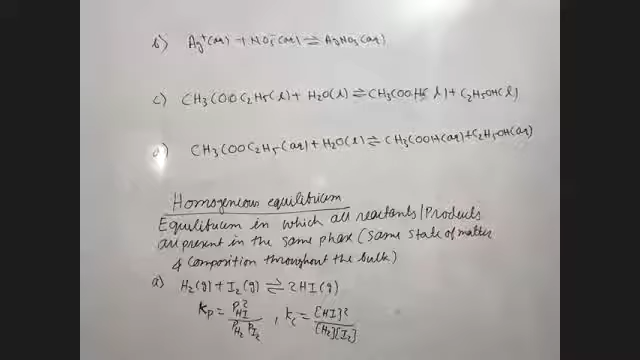 b) Ag⁺(aq) + NO₃⁻(aq) ⇌ AgNO₃(aq)
c) CH₃COOC₂H₅(l) + H₂O(l) ⇌ CH₃COOH(l) + C₂H₅OH(l)
d) CH₃COOC₂H₅(aq) + H₂O(l) ⇌ CH₃COOH(aq) + C₂H₅OH(aq)
Homogeneous equilibrium
Equilibrium in which all reactants/Products
are present in the same phase (same state of matter
& composition throughout the bulk)
a) H₂(g) + I₂(g) ⇌ 2HI(g)
Kp = P²HI / PH₂ PI₂ , Kc = [HI]² / [H₂][I₂]